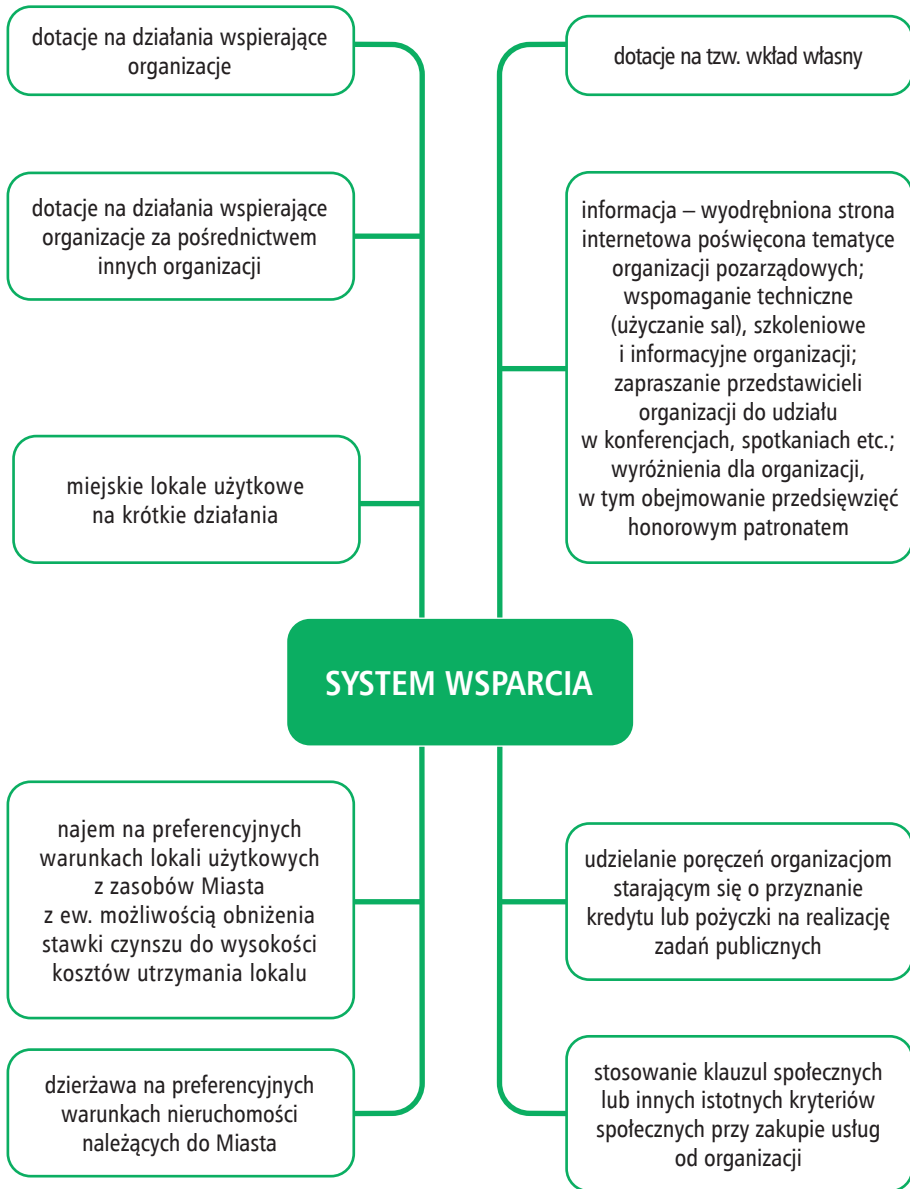 dotacje na działania wspierające
organizacje
dotacje na tzw. wkład własny
dotacje na działania wspierające
organizacje za pośrednictwem
innych organizacji
informacja – wyodrębniona strona
internetowa poświęcona tematyce
organizacji pozarządowych;
wspomaganie techniczne
(użyczanie sal), szkoleniowe
i informacyjne organizacji;
zapraszanie przedstawicieli
organizacji do udziału
w konferencjach, spotkaniach etc.;
wyróżnienia dla organizacji,
w tym obejmowanie przedsięwzięć
honorowym patronatem
miejskie lokale użytkowe
na krótkie działania
SYSTEM WSPARCIA
najem na preferencyjnych
warunkach lokali użytkowych
z zasobów Miasta
z ew. możliwością obniżenia
stawki czynszu do wysokości
kosztów utrzymania lokalu
udzielanie poręczeń organizacjom
starającym się o przyznanie
kredytu lub pożyczki na realizację
zadań publicznych
dzierżawa na preferencyjnych
warunkach nieruchomości
należących do Miasta
stosowanie klauzul społecznych
lub innych istotnych kryteriów
społecznych przy zakupie usług
od organizacji